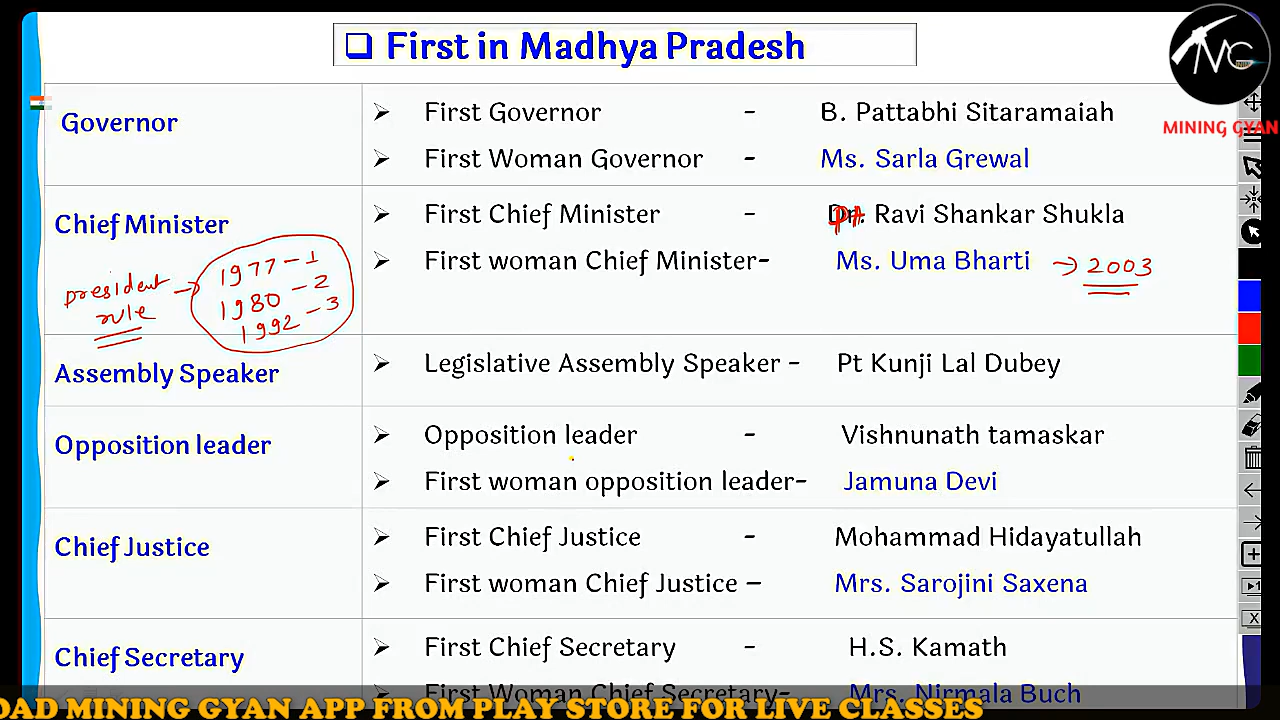 ❑ First in Madhya Pradesh
MG
MINING GYAN
Governor
➢ First Governor - B. Pattabhi Sitaramaiah
➢ First Woman Governor - Ms. Sarla Grewal
Chief Minister
➢ First Chief Minister - Pt Ravi Shankar Shukla
➢ First woman Chief Minister- Ms. Uma Bharti → 2003
president rule → 1977 - 1
1980 - 2
1992 - 3
Assembly Speaker
➢ Legislative Assembly Speaker - Pt Kunji Lal Dubey
Opposition leader
➢ Opposition leader - Vishnunath tamaskar
➢ First woman opposition leader- Jamuna Devi
Chief Justice
➢ First Chief Justice - Mohammad Hidayatullah
➢ First woman Chief Justice – Mrs. Sarojini Saxena
Chief Secretary
➢ First Chief Secretary - H.S. Kamath
➢ First Woman Chief Secretary- Mrs. Nirmala Buch
OAD MINING GYAN APP FROM PLAY STORE FOR LIVE CLASSES